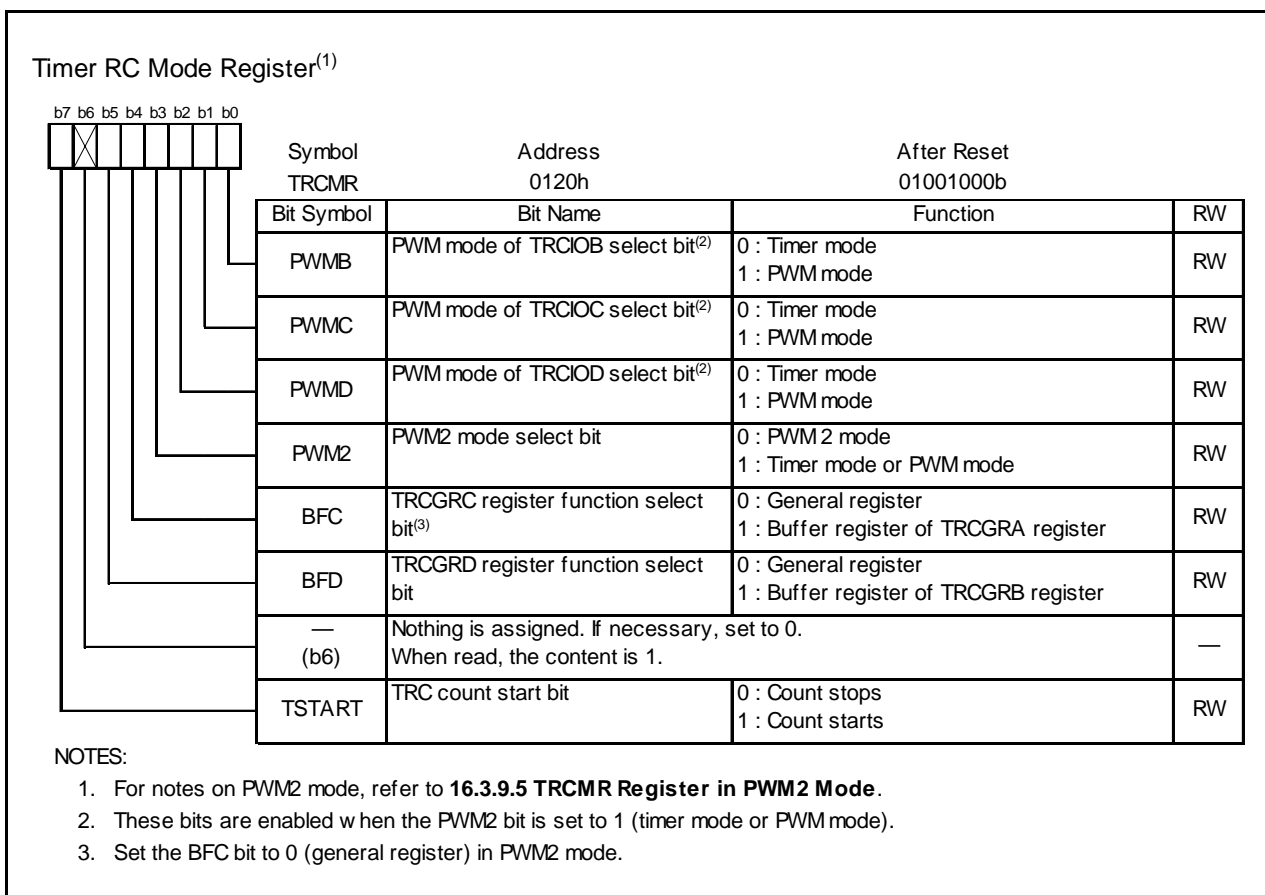 Timer RC Mode Register(1)
b7 b6 b5 b4 b3 b2 b1 b0
Symbol Address After Reset
TRCMR 0120h 01001000b
Bit Symbol Bit Name Function RW
PWMB PWM mode of TRCIOB select bit(2) 0 : Timer mode RW
1 : PWM mode
PWMC PWM mode of TRCIOC select bit(2) 0 : Timer mode RW
1 : PWM mode
PWMD PWM mode of TRCIOD select bit(2) 0 : Timer mode RW
1 : PWM mode
PWM2 PWM2 mode select bit 0 : PWM 2 mode RW
1 : Timer mode or PWM mode
BFC TRCGRC register function select 0 : General register RW
bit(3) 1 : Buffer register of TRCGRA register
BFD TRCGRD register function select 0 : General register RW
bit 1 : Buffer register of TRCGRB register
— Nothing is assigned. If necessary, set to 0. —
(b6) When read, the content is 1.
TSTART TRC count start bit 0 : Count stops RW
1 : Count starts
NOTES:
1. For notes on PWM2 mode, refer to 16.3.9.5 TRCMR Register in PWM2 Mode.
2. These bits are enabled when the PWM2 bit is set to 1 (timer mode or PWM mode).
3. Set the BFC bit to 0 (general register) in PWM2 mode.